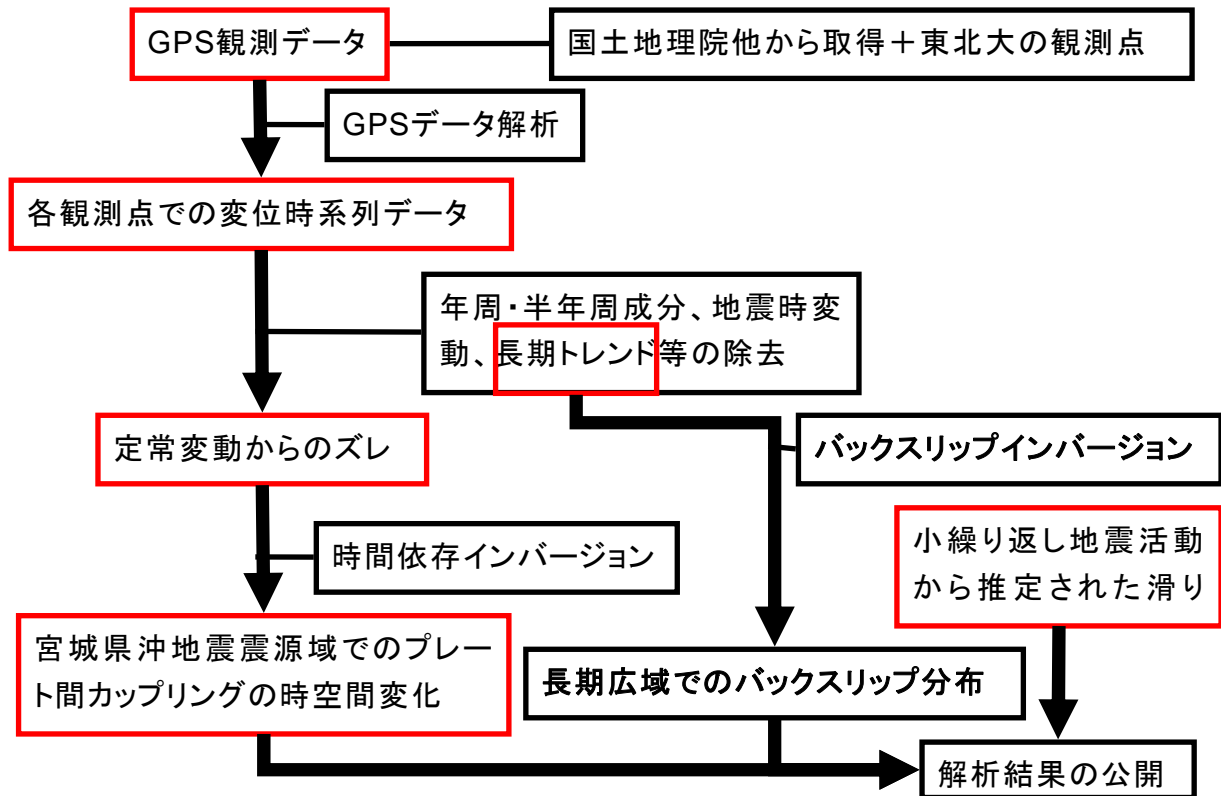 GPS観測データ
国土地理院他から取得＋東北大の観測点
GPSデータ解析
各観測点での変位時系列データ
年周・半年周成分、地震時変
動、長期トレンド等の除去
定常変動からのズレ
バックスリップインバージョン
時間依存インバージョン
小繰り返し地震活動
から推定された滑り
宮城県沖地震震源域でのプレー
ト間カップリングの時空間変化
長期広域でのバックスリップ分布
解析結果の公開